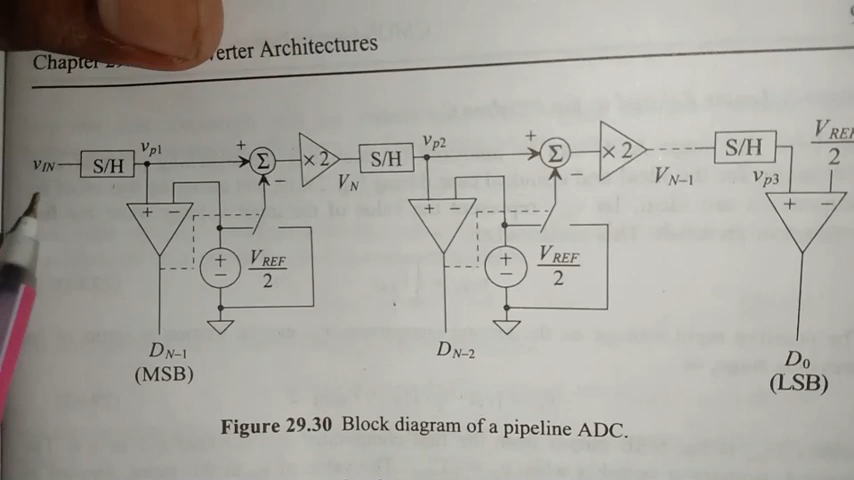 Chapter
verter Architectures
v_IN
S/H
v_p1
+
Σ
−
× 2
V_N
S/H
v_p2
+
Σ
−
× 2
V_N−1
S/H
v_p3
V_REF
2
+ −
+
−
V_REF
2
+ −
+
−
V_REF
2
+ −
D_N−1
(MSB)
D_N−2
D_0
(LSB)
Figure 29.30 Block diagram of a pipeline ADC.